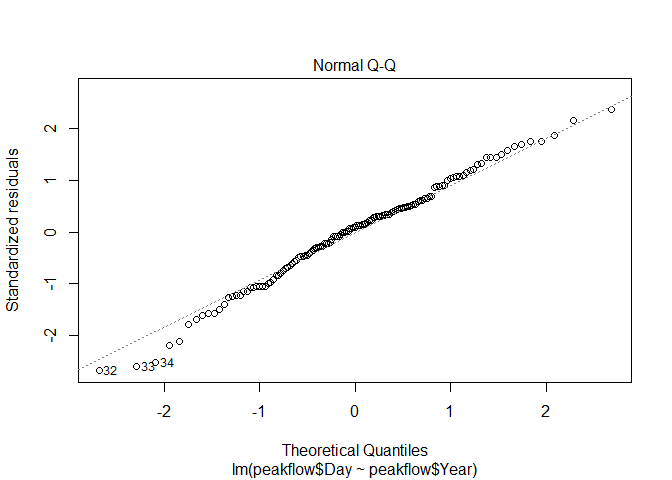 Normal Q-Q
Standardized residuals
2
1
0
-1
-2
32
33
34
-2 -1 0 1 2
Theoretical Quantiles
lm(peakflow$Day ~ peakflow$Year)